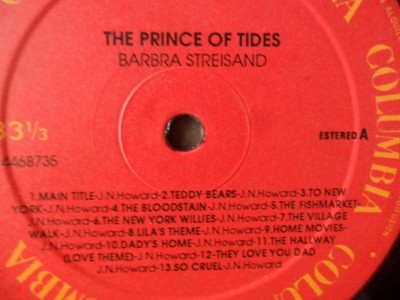 THE PRINCE OF TIDES
BARBRA STREISAND
33 1/3
ESTEREO A
4468735
1.MAIN TITLE-J.N.Howard-2.TEDDY BEARS-J.N.Howard-3.TO NEW
YORK-J.N.Howard-4.THE BLOODSTAIN-J.N.Howard-5.THE FISHMARKET-
J.N.Howard-6.THE NEW YORK WILLIES-J.N.Howard-7.THE VILLAGE
WALK-J.N.Howard-8.LILA'S THEME-J.N.Howard-9.HOME MOVIES-
J.N.Howard-10.DADY'S HOME-J.N.Howard-11.THE HALLWAY
(LOVE THEME)-J.N.Howard-12-THEY LOVE YOU DAD
-J.N.Howard-13.SO CRUEL-J.N.Howard.
COLUMBIA
COLUMBIA